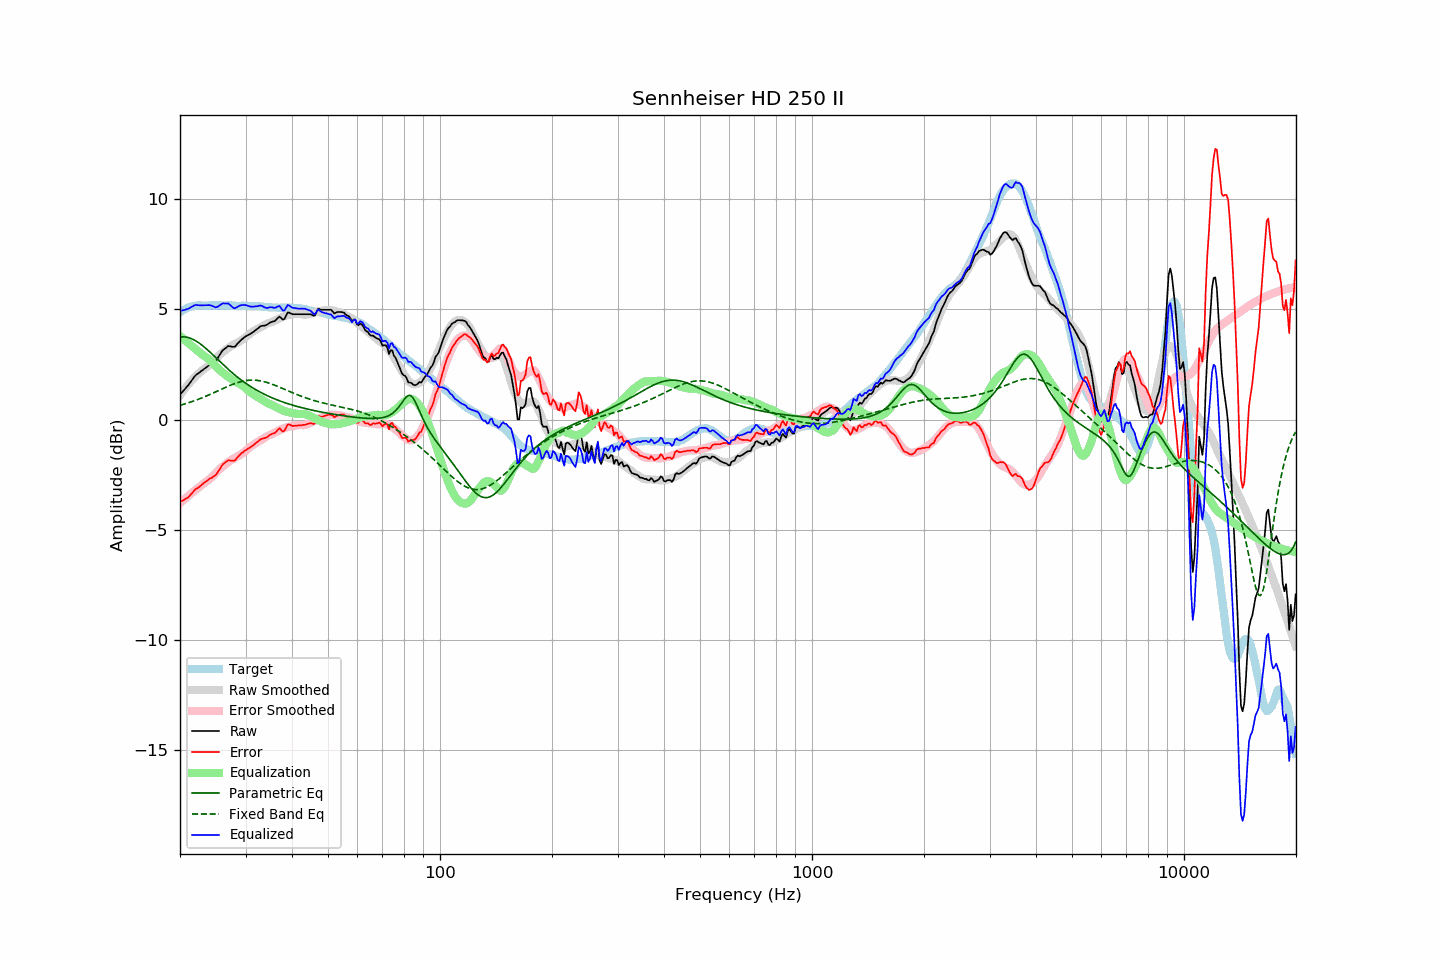 Sennheiser HD 250 II
Amplitude (dBr)
10
5
0
−5
−10
−15
Target
Raw Smoothed
Error Smoothed
Raw
Error
Equalization
Parametric Eq
Fixed Band Eq
Equalized
100
1000
10000
Frequency (Hz)